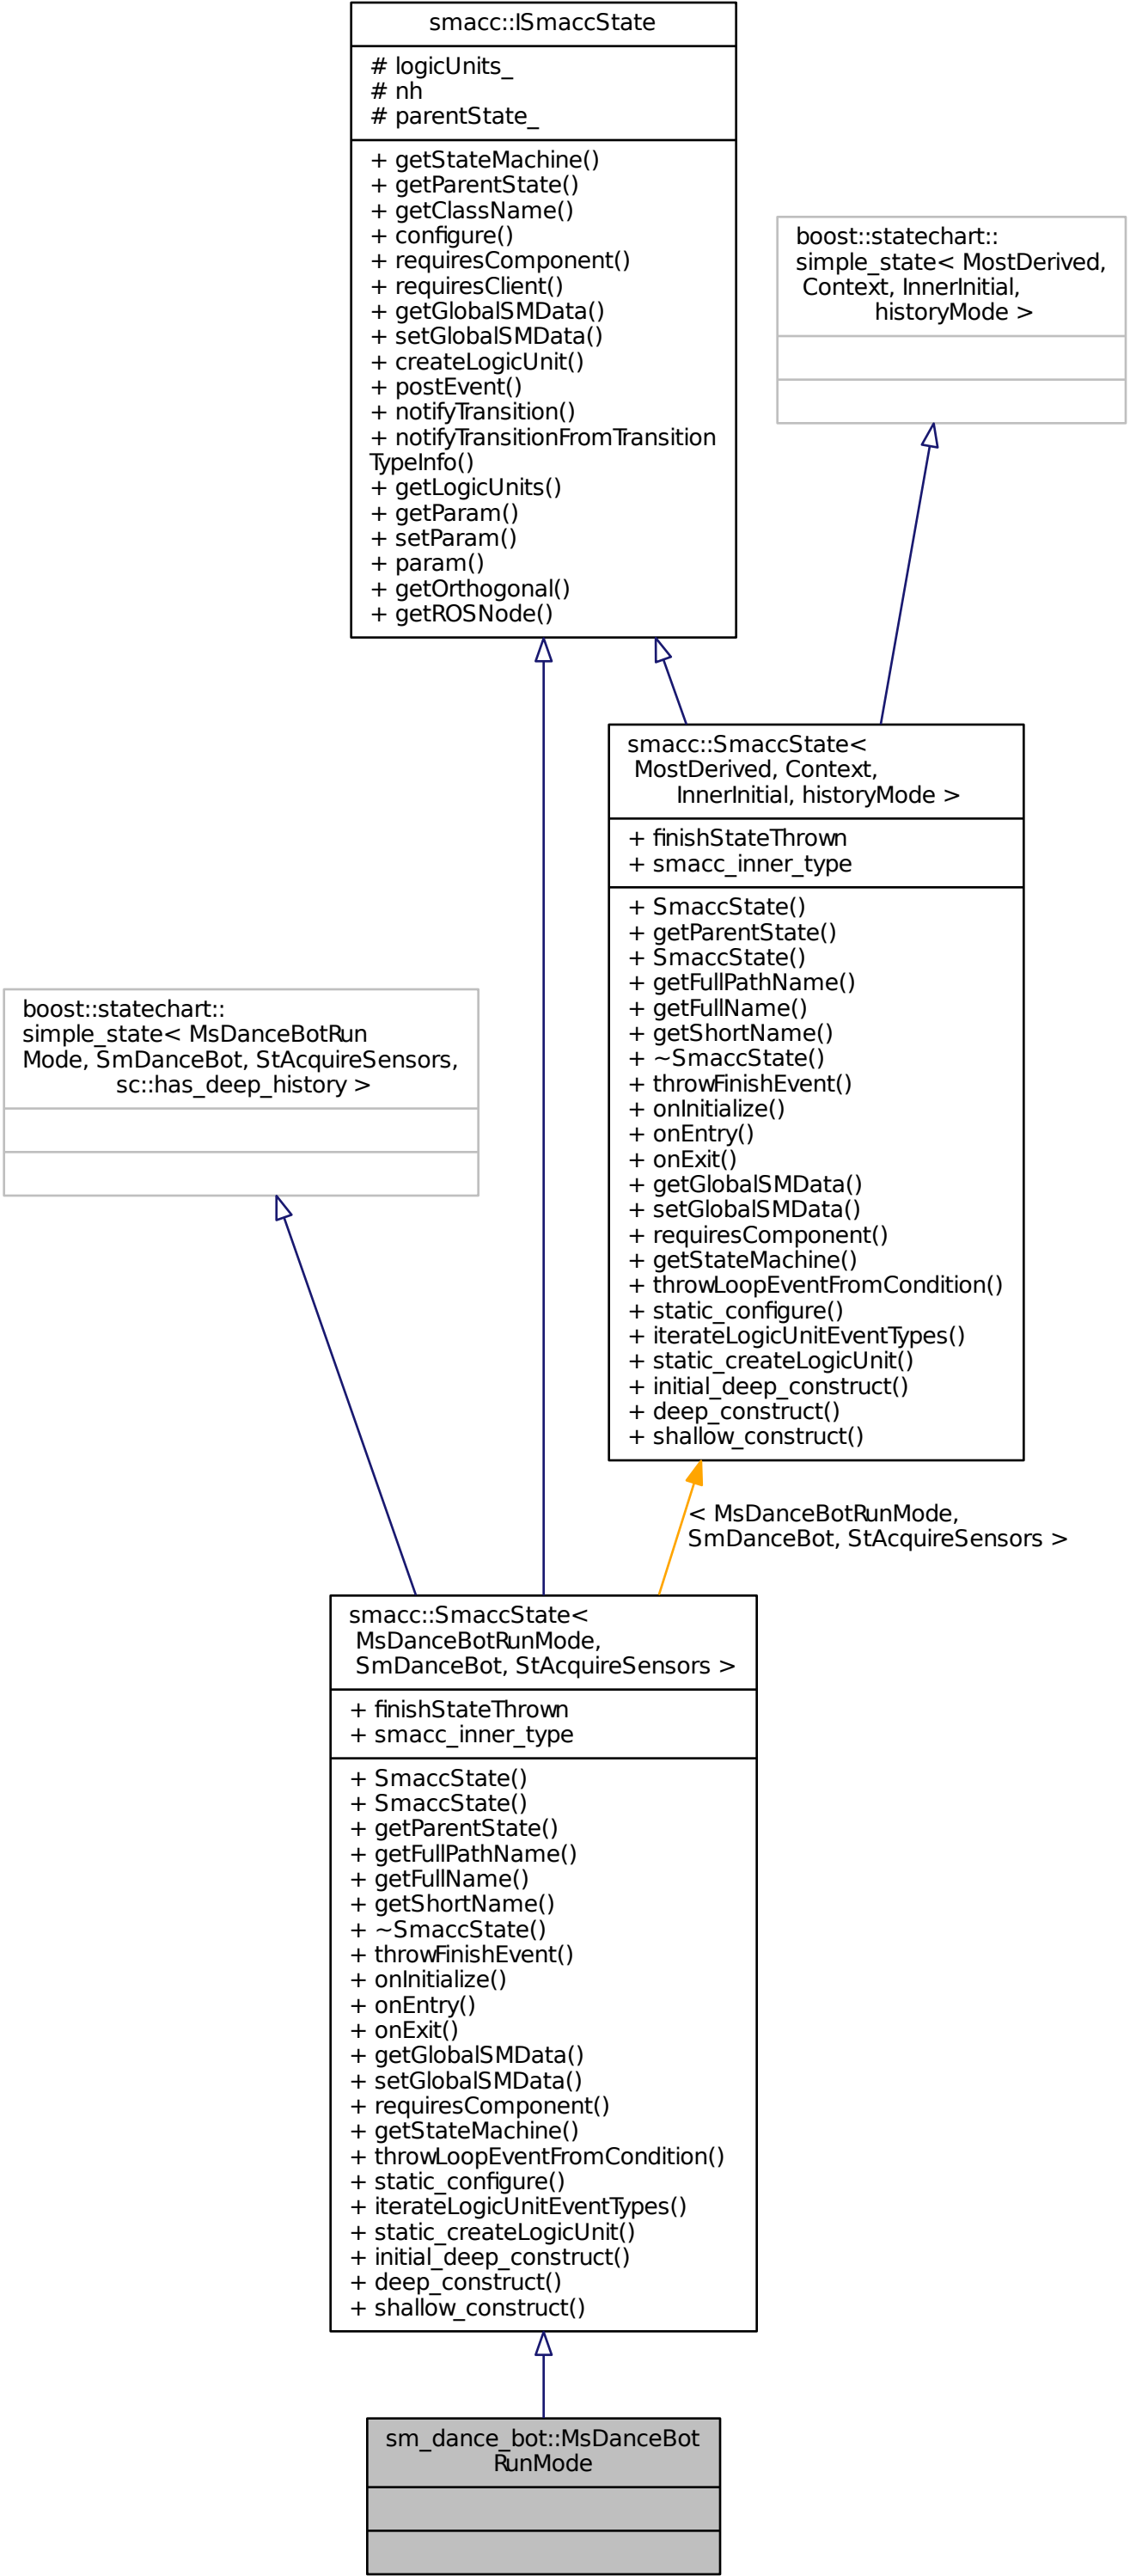 smacc::ISmaccState
# logicUnits_
# nh
# parentState_
+ getStateMachine()
+ getParentState()
+ getClassName()
+ configure()
+ requiresComponent()
+ requiresClient()
+ getGlobalSMData()
+ setGlobalSMData()
+ createLogicUnit()
+ postEvent()
+ notifyTransition()
+ notifyTransitionFromTransition
TypeInfo()
+ getLogicUnits()
+ getParam()
+ setParam()
+ param()
+ getOrthogonal()
+ getROSNode()
boost::statechart::
simple_state< MostDerived,
Context, InnerInitial,
historyMode >
smacc::SmaccState<
MostDerived, Context,
InnerInitial, historyMode >
+ finishStateThrown
+ smacc_inner_type
+ SmaccState()
+ getParentState()
+ SmaccState()
+ getFullPathName()
+ getFullName()
+ getShortName()
+ ~SmaccState()
+ throwFinishEvent()
+ onInitialize()
+ onEntry()
+ onExit()
+ getGlobalSMData()
+ setGlobalSMData()
+ requiresComponent()
+ getStateMachine()
+ throwLoopEventFromCondition()
+ static_configure()
+ iterateLogicUnitEventTypes()
+ static_createLogicUnit()
+ initial_deep_construct()
+ deep_construct()
+ shallow_construct()
boost::statechart::
simple_state< MsDanceBotRun
Mode, SmDanceBot, StAcquireSensors,
sc::has_deep_history >
< MsDanceBotRunMode,
SmDanceBot, StAcquireSensors >
smacc::SmaccState<
MsDanceBotRunMode,
SmDanceBot, StAcquireSensors >
+ finishStateThrown
+ smacc_inner_type
+ SmaccState()
+ SmaccState()
+ getParentState()
+ getFullPathName()
+ getFullName()
+ getShortName()
+ ~SmaccState()
+ throwFinishEvent()
+ onInitialize()
+ onEntry()
+ onExit()
+ getGlobalSMData()
+ setGlobalSMData()
+ requiresComponent()
+ getStateMachine()
+ throwLoopEventFromCondition()
+ static_configure()
+ iterateLogicUnitEventTypes()
+ static_createLogicUnit()
+ initial_deep_construct()
+ deep_construct()
+ shallow_construct()
sm_dance_bot::MsDanceBot
RunMode